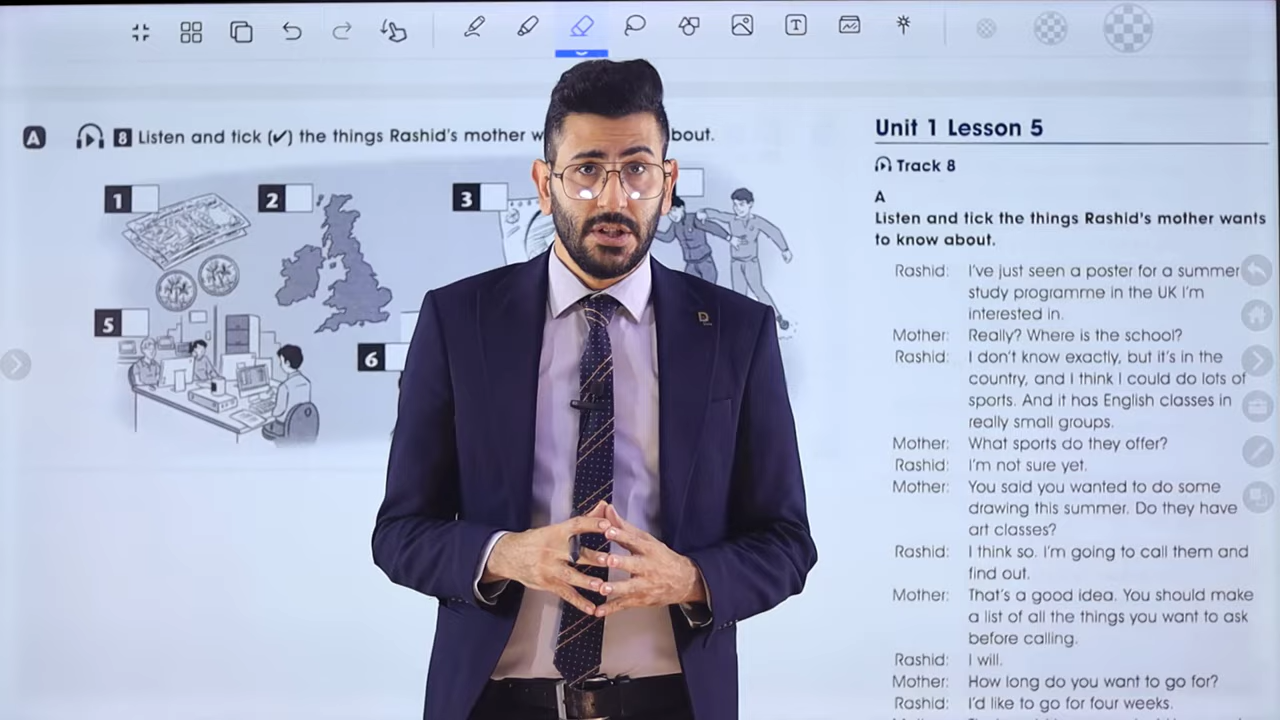 A 8 Listen and tick (✔) the things Rashid's mother w bout.
1
2
3
5
6
Unit 1 Lesson 5
Track 8
A
Listen and tick the things Rashid's mother wants
to know about.
Rashid: I've just seen a poster for a summer
study programme in the UK I'm
interested in.
Mother: Really? Where is the school?
Rashid: I don't know exactly, but it's in the
country, and I think I could do lots of
sports. And it has English classes in
really small groups.
Mother: What sports do they offer?
Rashid: I'm not sure yet.
Mother: You said you wanted to do some
drawing this summer. Do they have
art classes?
Rashid: I think so. I'm going to call them and
find out.
Mother: That's a good idea. You should make
a list of all the things you want to ask
before calling.
Rashid: I will.
Mother: How long do you want to go for?
Rashid: I'd like to go for four weeks.